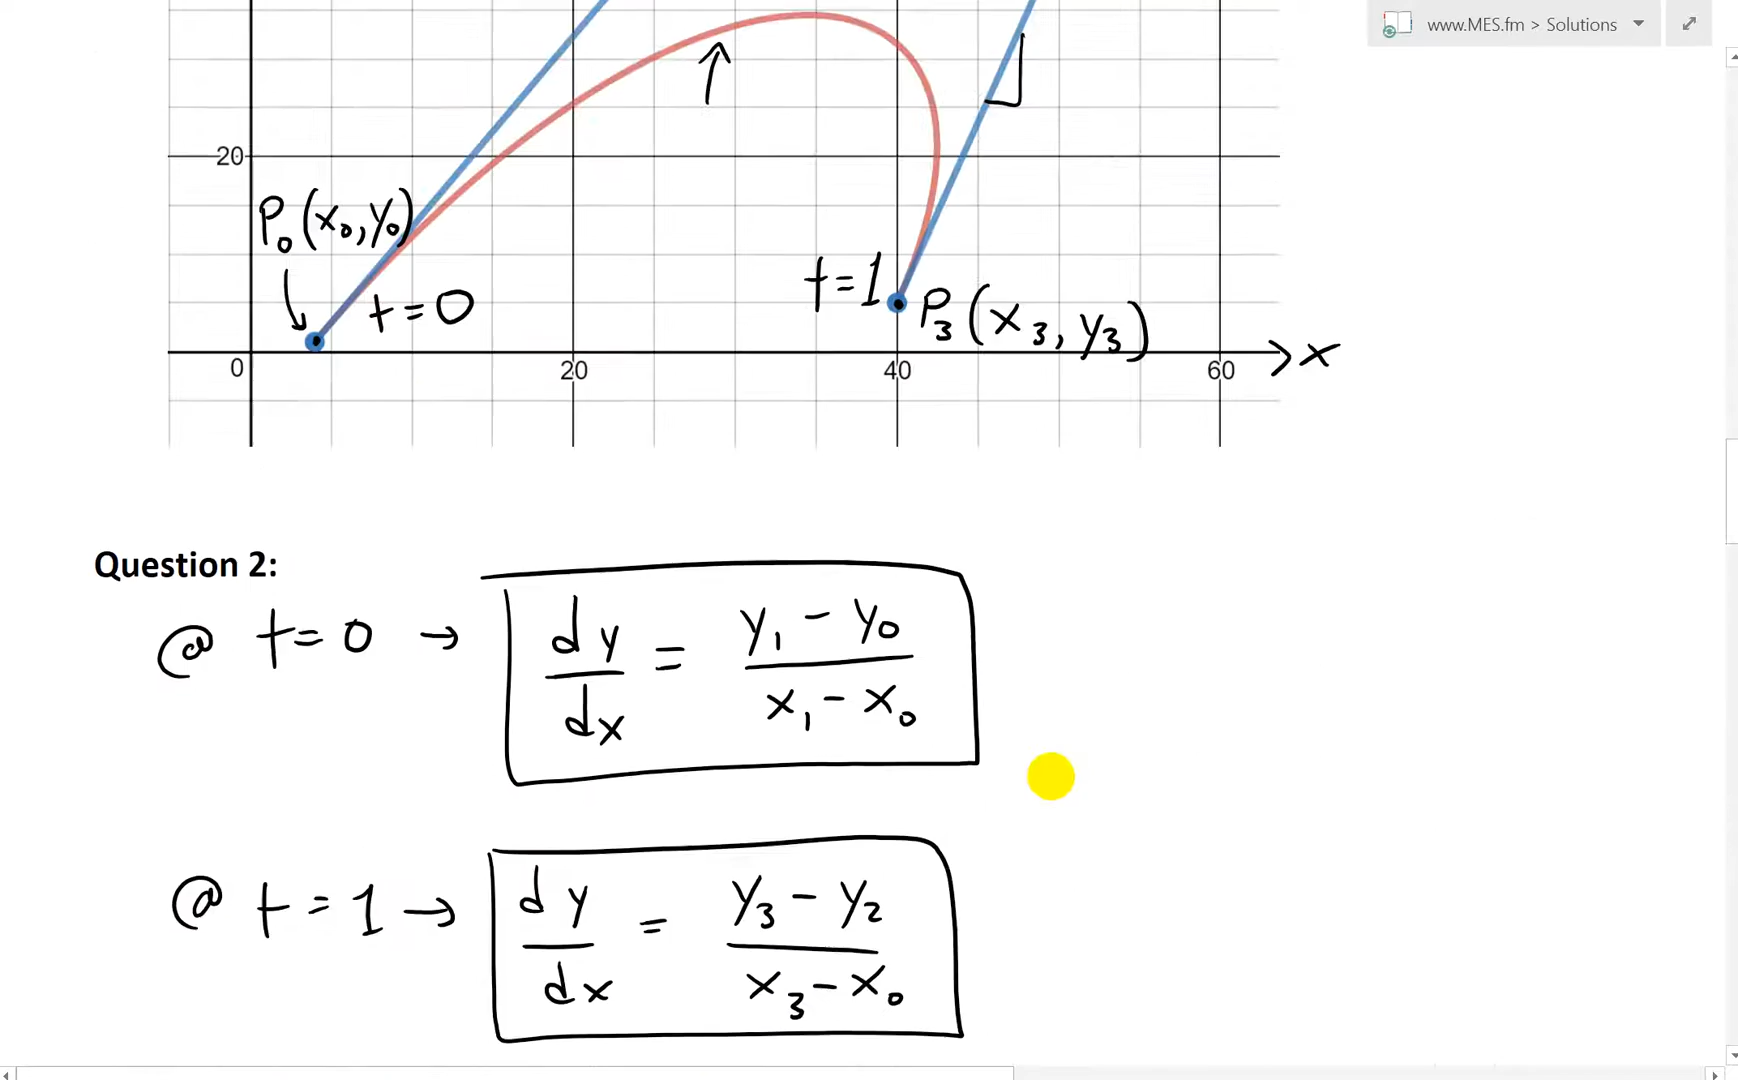 www.MES.fm > Solutions
20
P₀(x₀, y₀)
t = 0
t = 1
P₃(x₃, y₃)
0 20 40 60 x
Question 2:
@ t = 0 → dy/dx = (y₁ - y₀)/(x₁ - x₀)
@ t = 1 → dy/dx = (y₃ - y₂)/(x₃ - x₀)